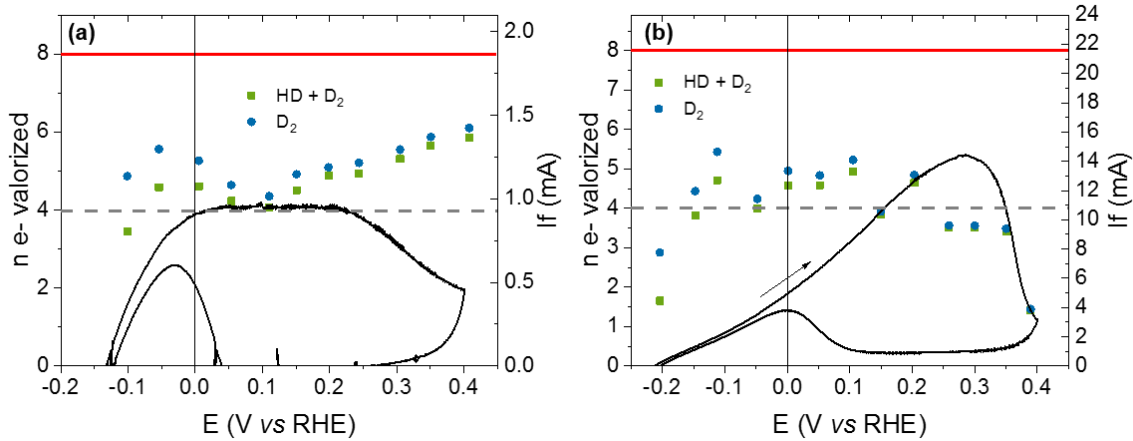 (a)
n e- valorized
8
6
4
2
0
HD + D₂
D₂
2.0
1.5
1.0
0.5
0.0
If (mA)
-0.2 -0.1 0.0 0.1 0.2 0.3 0.4
E (V vs RHE)
(b)
n e- valorized
9
8
7
6
5
4
3
2
1
0
HD + D₂
D₂
24
22
20
18
16
14
12
10
8
6
4
2
0
If (mA)
-0.2 -0.1 0.0 0.1 0.2 0.3 0.4
E (V vs RHE)